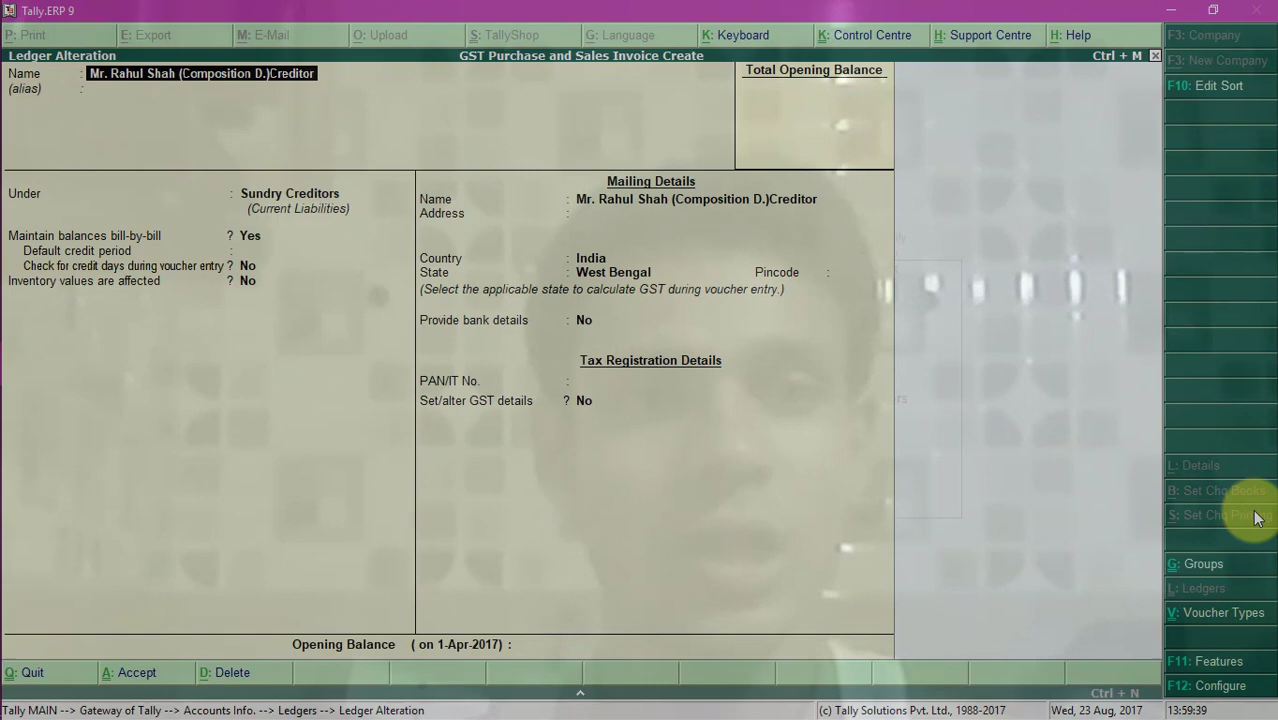 Tally.ERP 9
P: Print
E: Export
M: E-Mail
O: Upload
S: TallyShop
G: Language
K: Keyboard
K: Control Centre
H: Support Centre
H: Help
F3: Company
Ledger Alteration
GST Purchase and Sales Invoice Create
Ctrl + M
F3: New Company
Name : Mr. Rahul Shah (Composition D.)Creditor
(alias) :
Total Opening Balance
F10: Edit Sort
Under : Sundry Creditors
(Current Liabilities)
Maintain balances bill-by-bill ? Yes
Default credit period :
Check for credit days during voucher entry ? No
Inventory values are affected ? No
Mailing Details
Name : Mr. Rahul Shah (Composition D.)Creditor
Address :
Country : India
State : West Bengal Pincode :
(Select the applicable state to calculate GST during voucher entry.)
Provide bank details : No
Tax Registration Details
PAN/IT No. :
Set/alter GST details ? No
L: Details
B: Set Chq Books
S: Set Chq Printing
G: Groups
L: Ledgers
V: Voucher Types
F11: Features
F12: Configure
Opening Balance ( on 1-Apr-2017) :
Q: Quit
A: Accept
D: Delete
Ctrl + N
Tally MAIN --> Gateway of Tally --> Accounts Info. --> Ledgers --> Ledger Alteration
(c) Tally Solutions Pvt. Ltd., 1988-2017
Wed, 23 Aug, 2017
13:59:39